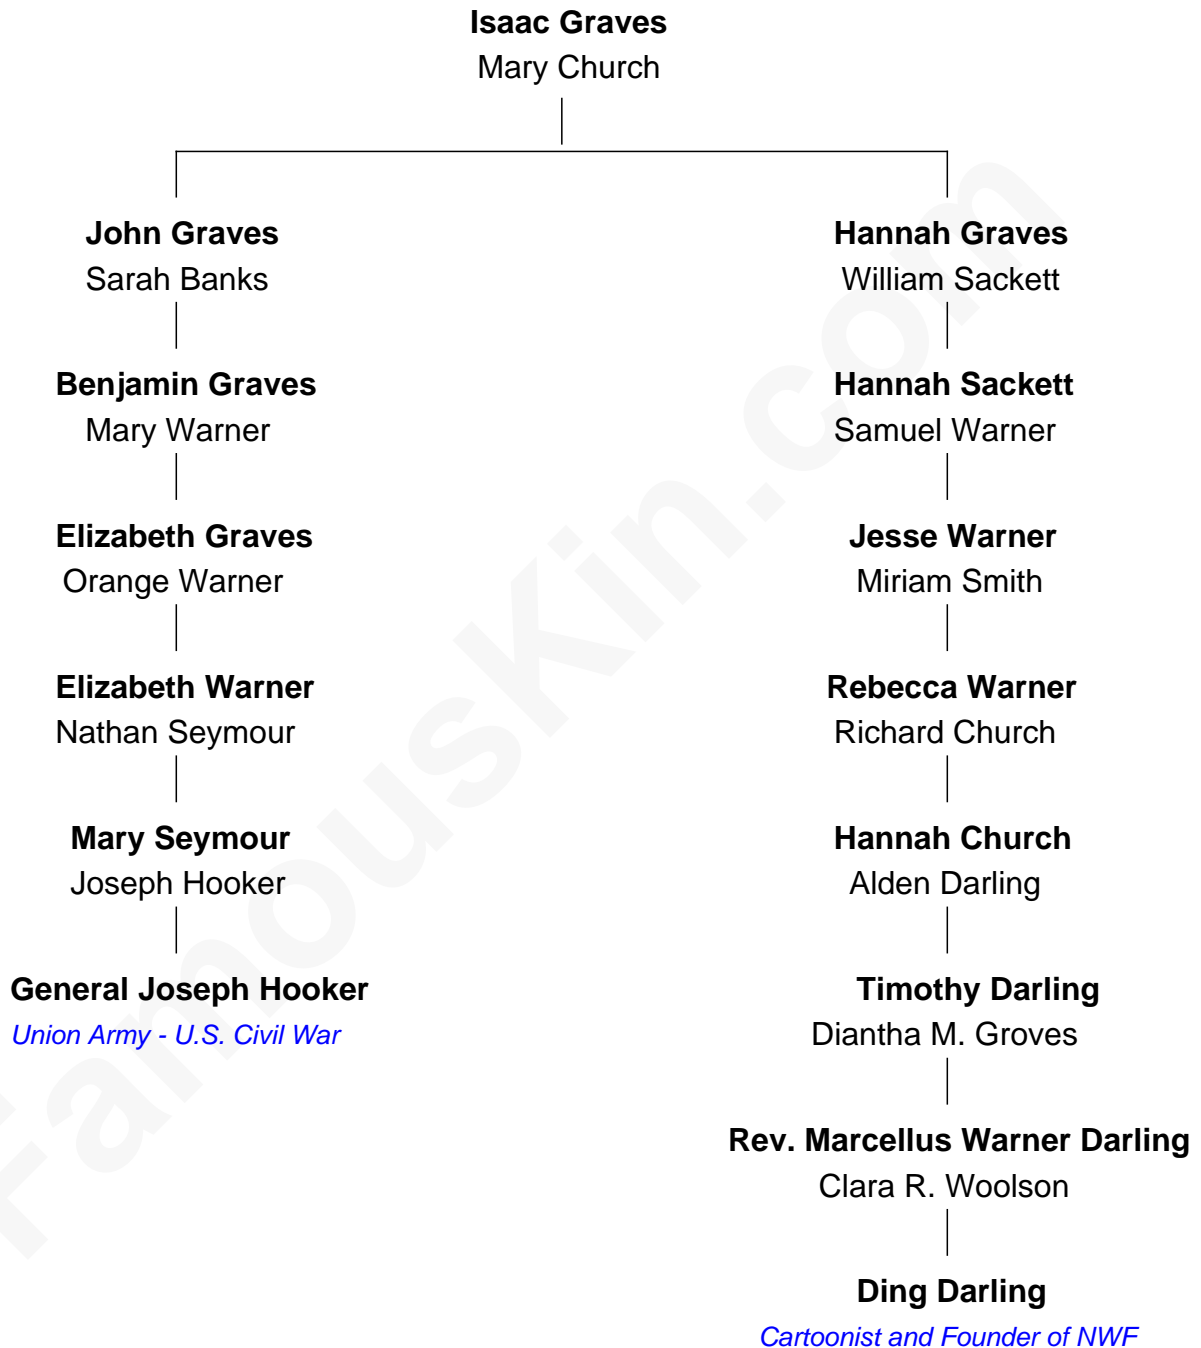 Isaac Graves
Mary Church
John Graves
Sarah Banks
Benjamin Graves
Mary Warner
Elizabeth Graves
Orange Warner
Elizabeth Warner
Nathan Seymour
Mary Seymour
Joseph Hooker
General Joseph Hooker
Union Army - U.S. Civil War
Hannah Graves
William Sackett
Hannah Sackett
Samuel Warner
Jesse Warner
Miriam Smith
Rebecca Warner
Richard Church
Hannah Church
Alden Darling
Timothy Darling
Diantha M. Groves
Rev. Marcellus Warner Darling
Clara R. Woolson
Ding Darling
Cartoonist and Founder of NWF
FamousKin.com